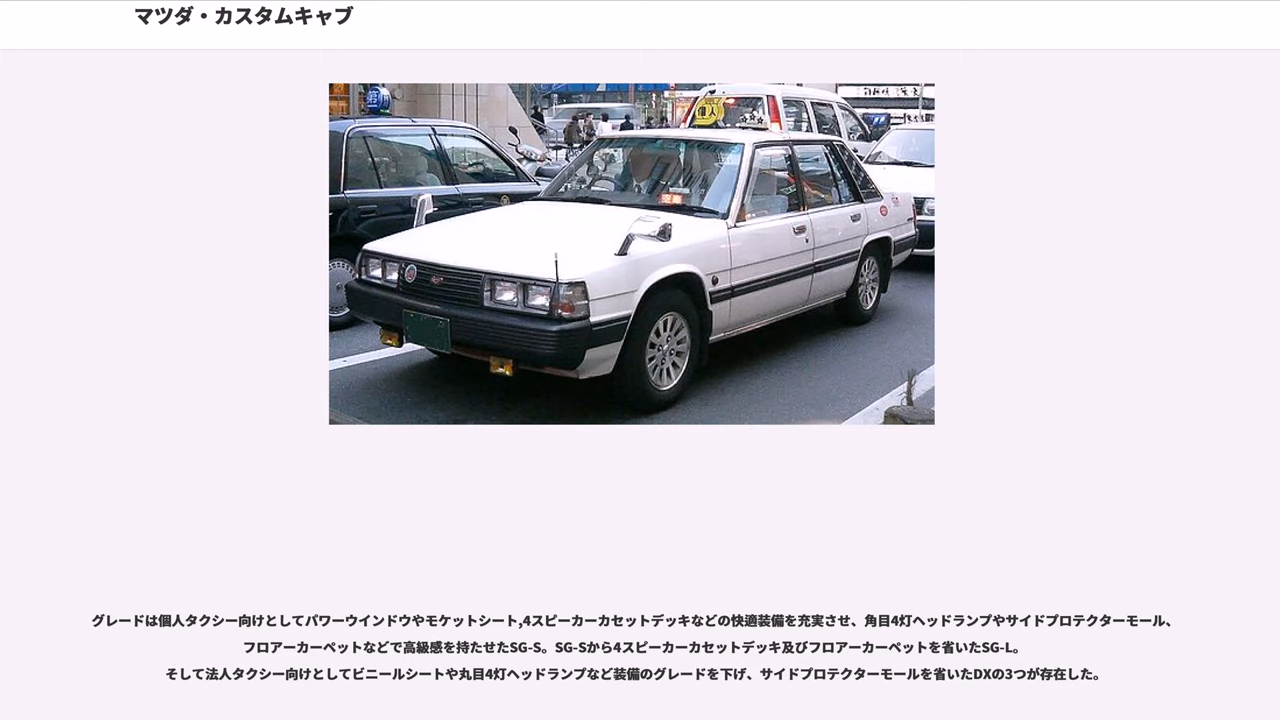 マツダ・カスタムキャブ
個人
グレードは個人タクシー向けとしてパワーウインドウやモケットシート,4スピーカーカセットデッキなどの快適装備を充実させ、角目4灯ヘッドランプやサイドプロテクターモール、
フロアーカーペットなどで高級感を持たせたSG-S。SG-Sから4スピーカーカセットデッキ及びフロアーカーペットを省いたSG-L。
そして法人タクシー向けとしてビニールシートや丸目4灯ヘッドランプなど装備のグレードを下げ、サイドプロテクターモールを省いたDXの3つが存在した。